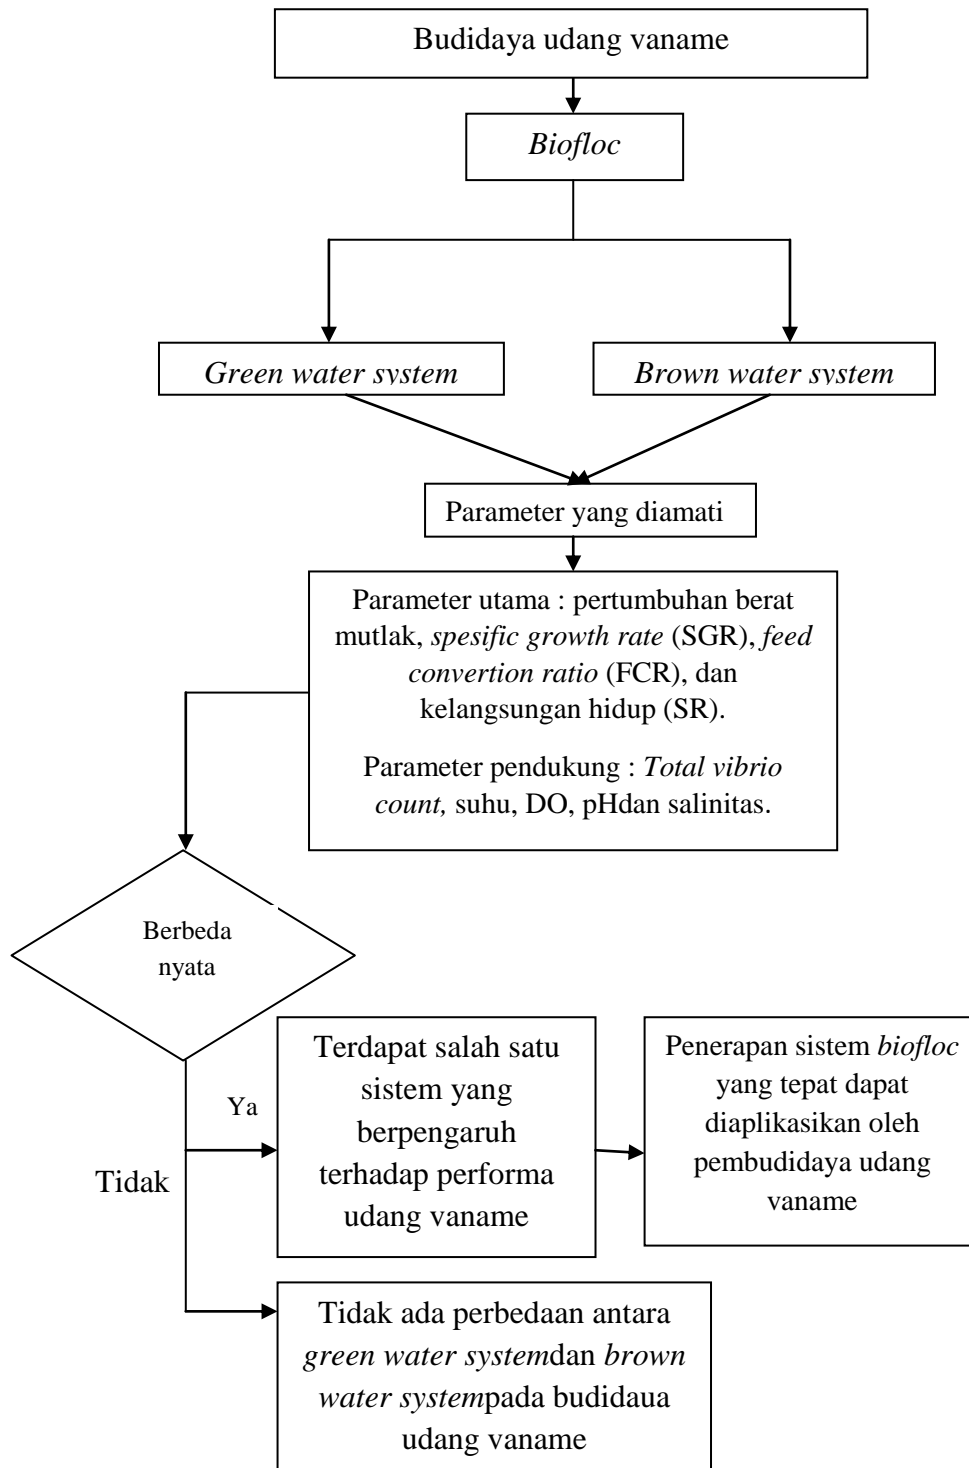 Budidaya udang vaname
Biofloc
Green water system
Brown water system
Parameter yang diamati
Parameter utama : pertumbuhan berat
mutlak, spesific growth rate (SGR), feed
convertion ratio (FCR), dan
kelangsungan hidup (SR).
Parameter pendukung : Total vibrio
count, suhu, DO, pHdan salinitas.
Berbeda
nyata
Ya
Tidak
Terdapat salah satu
sistem yang
berpengaruh
terhadap performa
udang vaname
Penerapan sistem biofloc
yang tepat dapat
diaplikasikan oleh
pembudidaya udang
vaname
Tidak ada perbedaan antara
green water systemdan brown
water systempada budidaua
udang vaname